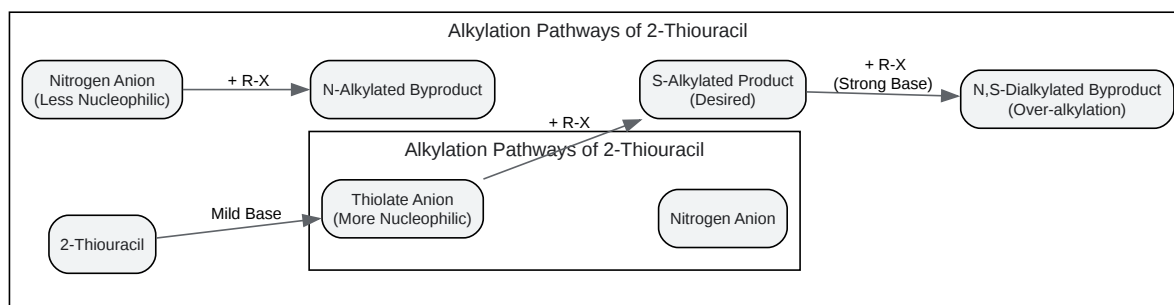 Alkylation Pathways of 2-Thiouracil
Nitrogen Anion
(Less Nucleophilic)
+ R-X
N-Alkylated Byproduct
S-Alkylated Product
(Desired)
+ R-X
(Strong Base)
N,S-Dialkylated Byproduct
(Over-alkylation)
+ R-X
Alkylation Pathways of 2-Thiouracil
2-Thiouracil
Mild Base
Thiolate Anion
(More Nucleophilic)
Nitrogen Anion